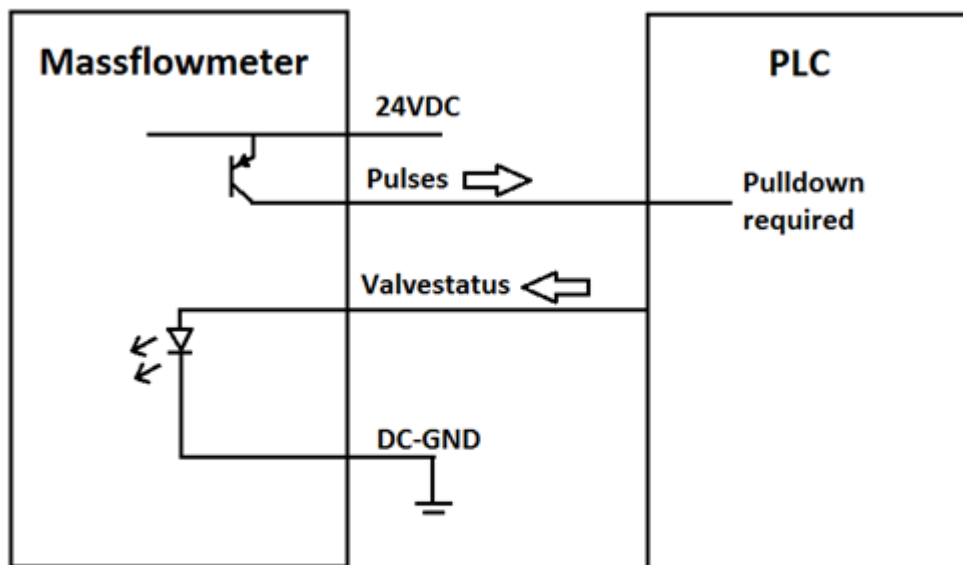 Massflowmeter
PLC
24VDC
Pulses
Pulldown
required
Valvestatus
DC-GND